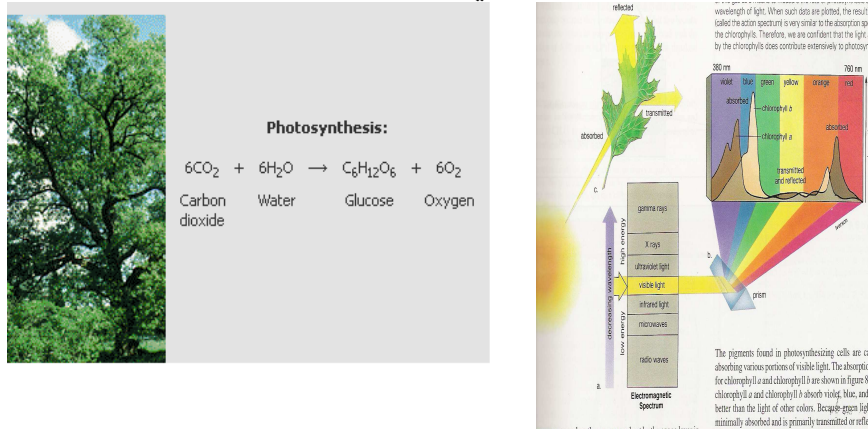 Photosynthesis:
6CO2 + 6H2O → C6H12O6 + 6O2
Carbon dioxide
Water
Glucose
Oxygen
wavelength of light. When such data are plotted, the result
(called the action spectrum) is very similar to the absorption
the chlorophylls. Therefore, we are confident that the light
by the chlorophylls does contribute extensively to
reflected
transmitted
absorbed
c.
380 nm
760 nm
violet blue green yellow orange red
absorbed
chlorophyll b
chlorophyll a
absorbed
transmitted
and reflected
decreasing wavelength
high energy
low energy
gamma rays
X rays
ultraviolet light
visible light
infrared light
microwaves
radio waves
a.
Electromagnetic
Spectrum
b.
prism
The pigments found in photosynthesizing cells are
absorbing various portions of visible light. The
for chlorophyll a and chlorophyll b are shown in figure 8
chlorophyll a and chlorophyll b absorb violet, blue, and
better than the light of other colors. Because green
minimally absorbed and is primarily transmitted or